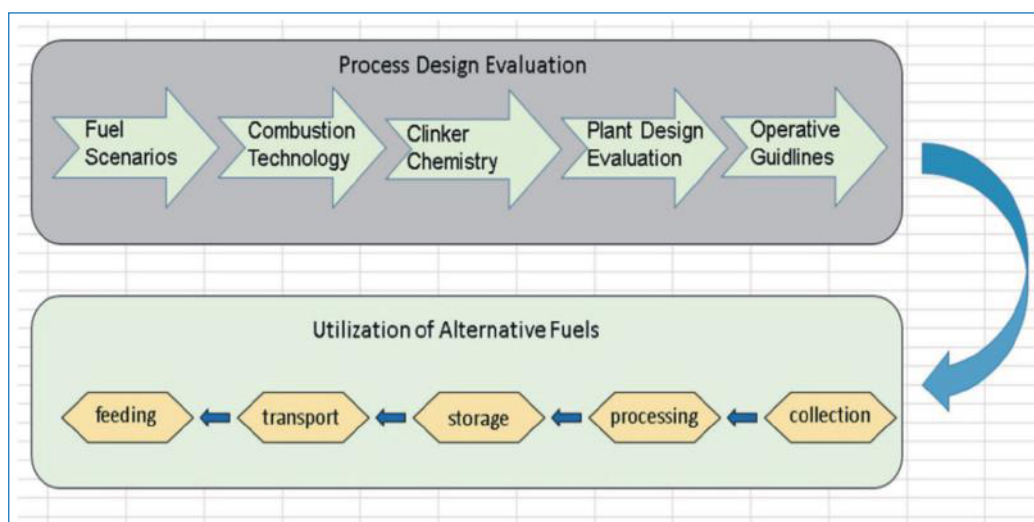 Process Design Evaluation
Fuel
Scenarios
Combustion
Technology
Clinker
Chemistry
Plant Design
Evaluation
Operative
Guidlines
Utilization of Alternative Fuels
feeding
transport
storage
processing
collection